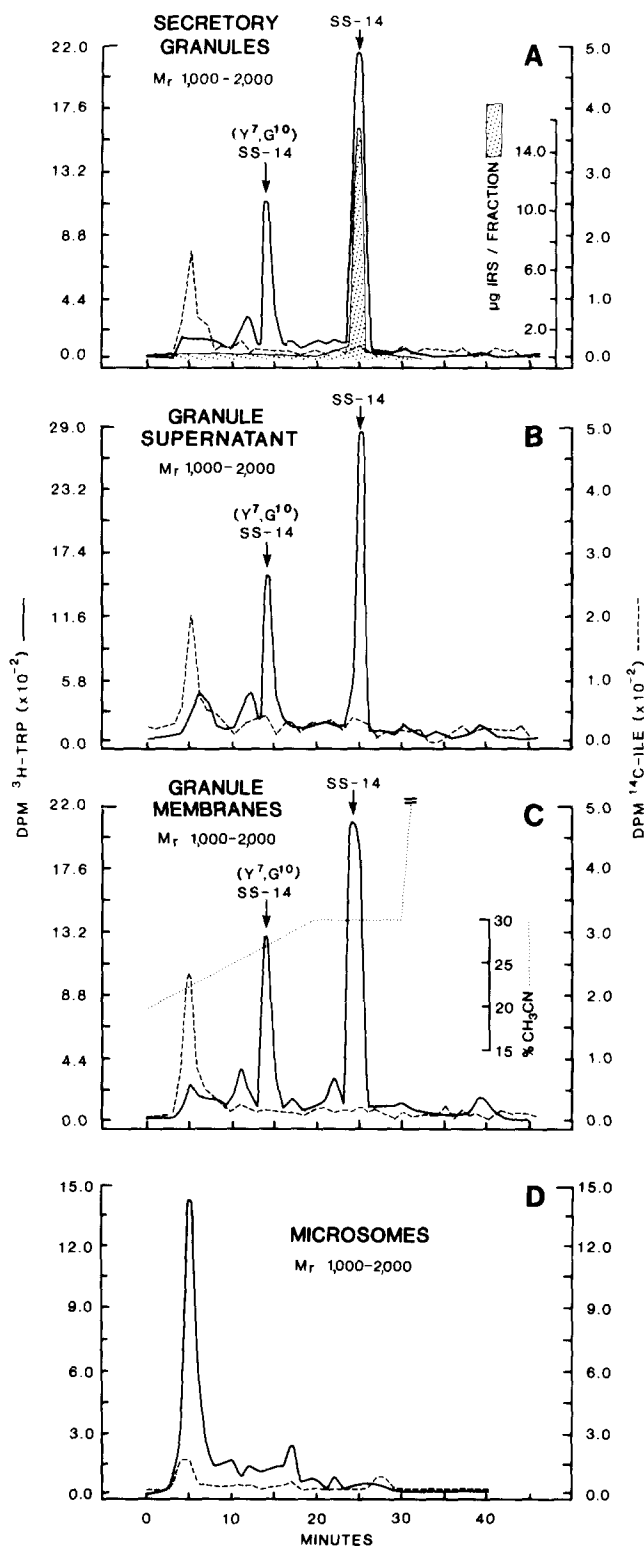 SECRETORY
GRANULES
Mr 1,000-2,000
SS-14
A
(Y7,G10)
SS-14
22.0
17.6
13.2
8.8
4.4
0.0
5.0
4.0
3.0
2.0
1.0
0.0
μg IRS / FRACTION
14.0
10.0
6.0
2.0
GRANULE
SUPERNATANT
Mr 1,000-2,000
SS-14
B
(Y7,G10)
SS-14
29.0
23.2
17.4
11.6
5.8
0.0
5.0
4.0
3.0
2.0
1.0
0.0
DPM 3H-TRP (x10-2)
DPM 14C-ILE (x10-2)
GRANULE
MEMBRANES
Mr 1,000-2,000
SS-14
C
(Y7,G10)
SS-14
22.0
17.6
13.2
8.8
4.4
0.0
5.0
4.0
3.0
2.0
1.0
0.0
30
25
20
15
% CH3CN
D
MICROSOMES
Mr 1,000-2,000
15.0
12.0
9.0
6.0
3.0
0.0
15.0
12.0
9.0
6.0
3.0
0.0
0 10 20 30 40
MINUTES